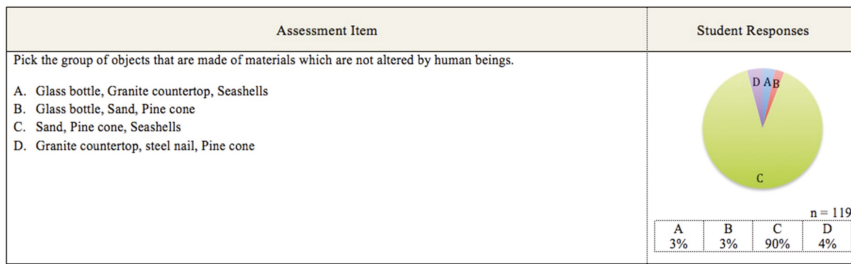 Assessment Item
Student Responses
Pick the group of objects that are made of materials which are not altered by human beings.
A. Glass bottle, Granite countertop, Seashells
B. Glass bottle, Sand, Pine cone
C. Sand, Pine cone, Seashells
D. Granite countertop, steel nail, Pine cone
D A B
C
n = 119
A B C D
3% 3% 90% 4%